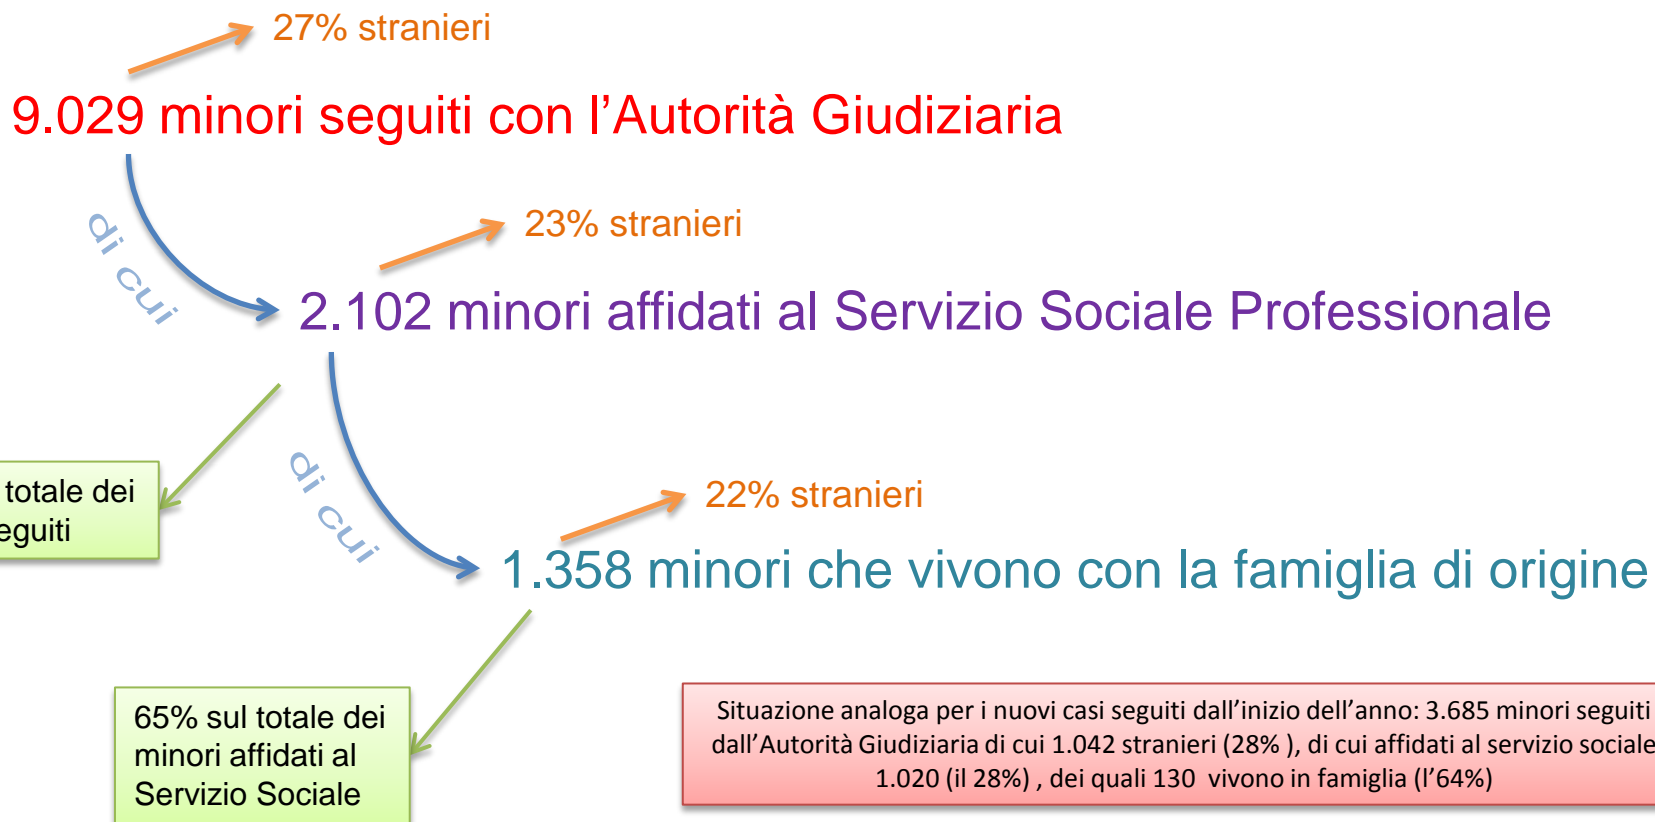 27% stranieri
9.029 minori seguiti con l’Autorità Giudiziaria
di cui
23% stranieri
2.102 minori affidati al Servizio Sociale Professionale
totale dei
di cui
22% stranieri
1.358 minori che vivono con la famiglia di origine
65% sul totale dei
minori affidati al
Servizio Sociale
Situazione analoga per i nuovi casi seguiti dall’inizio dell’anno: 3.685 minori seguiti
dall’Autorità Giudiziaria di cui 1.042 stranieri (28% ), di cui affidati al servizio sociale
1.020 (il 28%) , dei quali 130 vivono in famiglia (l’64%)